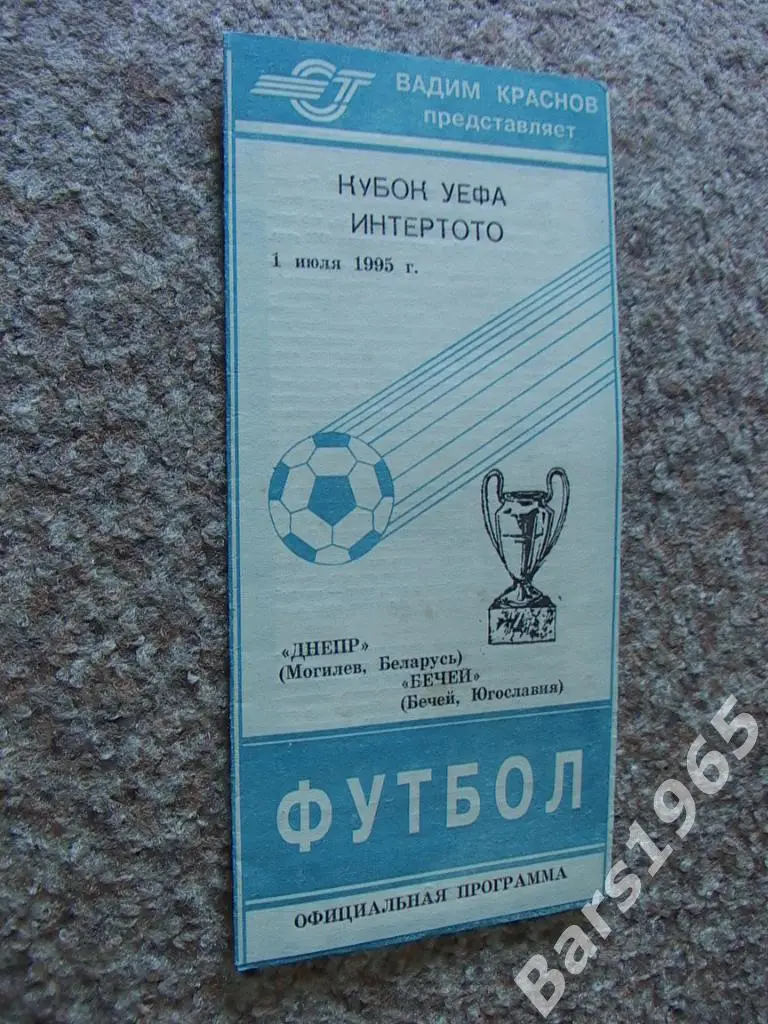 ВАДИМ КРАСНОВ
представляет
КУБОК УЕФА
ИНТЕРТОТО
1 июля 1995 г.
«ДНЕПР»
(Могилев, Беларусь)
«БЕЧЕЙ»
(Бечей, Югославия)
ФУТБОЛ
ОФИЦИАЛЬНАЯ ПРОГРАММА
Bars1965